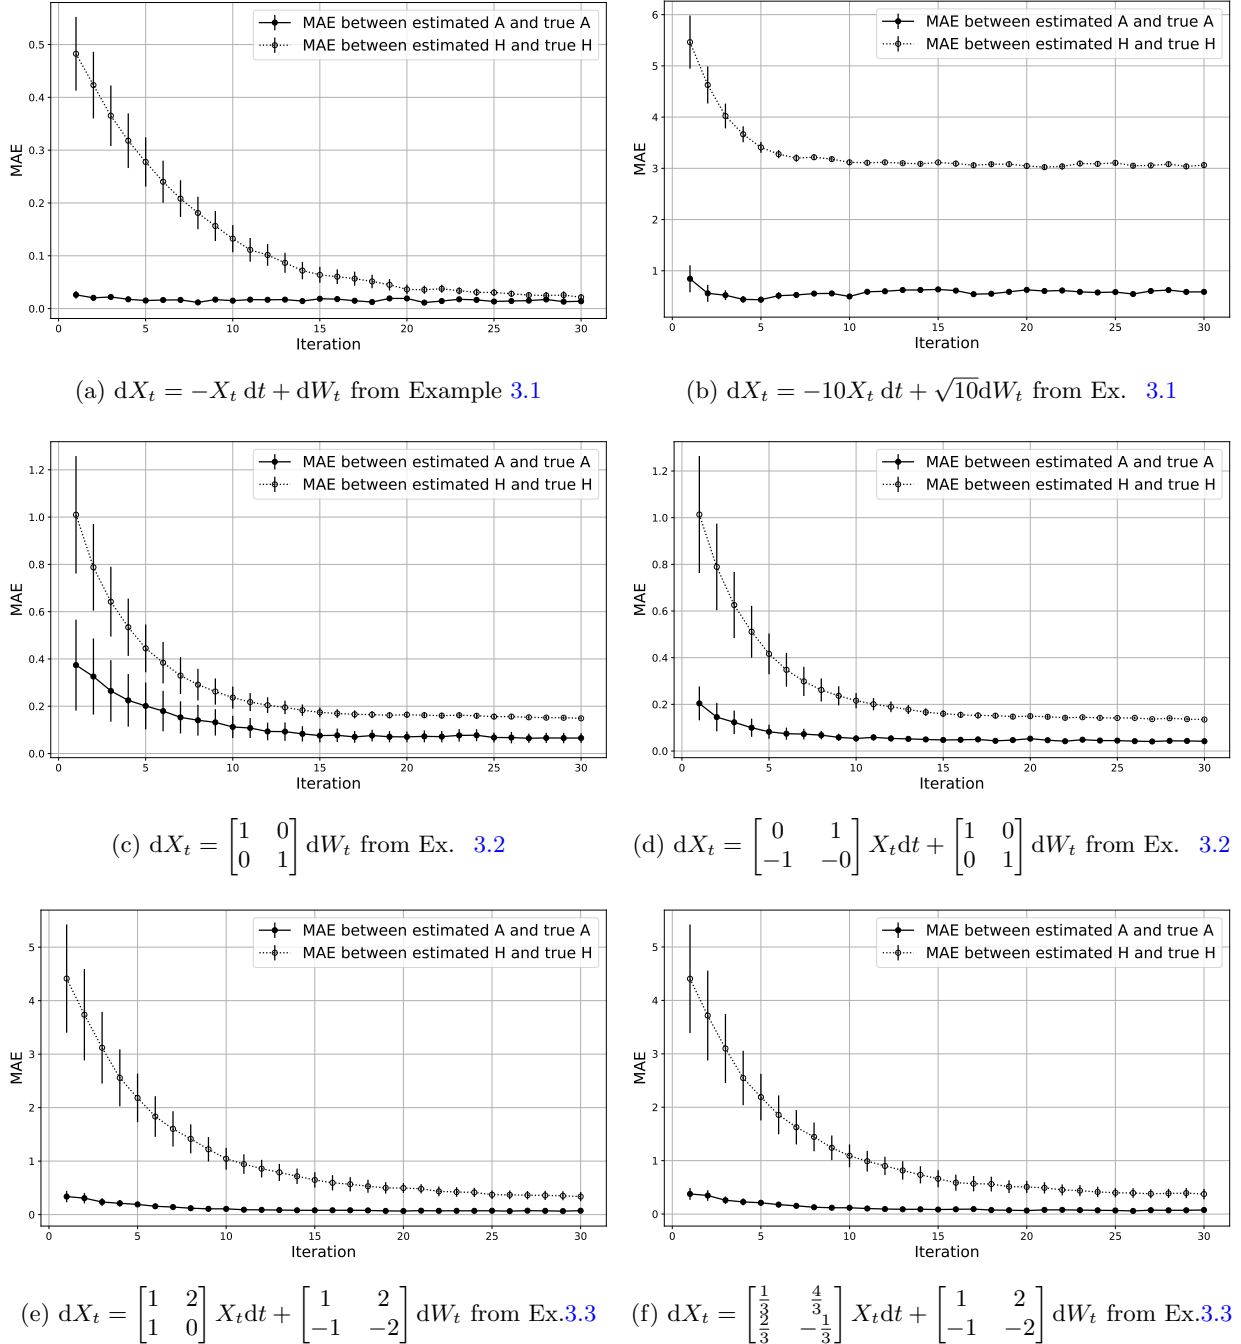 MAE between estimated A and true A
MAE between estimated H and true H
0.5
0.4
0.3
0.2
0.1
0.0
MAE
0 5 10 15 20 25 30
Iteration
(a) dX_t = −X_t dt + dW_t from Example 3.1
MAE between estimated A and true A
MAE between estimated H and true H
6
5
4
3
2
1
MAE
0 5 10 15 20 25 30
Iteration
(b) dX_t = −10X_t dt + √10dW_t from Ex. 3.1
MAE between estimated A and true A
MAE between estimated H and true H
1.2
1.0
0.8
0.6
0.4
0.2
0.0
MAE
0 5 10 15 20 25 30
Iteration
(c) dX_t = [1 0; 0 1] dW_t from Ex. 3.2
MAE between estimated A and true A
MAE between estimated H and true H
1.2
1.0
0.8
0.6
0.4
0.2
0.0
MAE
0 5 10 15 20 25 30
Iteration
(d) dX_t = [0 1; −1 −0] X_t dt + [1 0; 0 1] dW_t from Ex. 3.2
MAE between estimated A and true A
MAE between estimated H and true H
5
4
3
2
1
0
MAE
0 5 10 15 20 25 30
Iteration
(e) dX_t = [1 2; 1 0] X_t dt + [1 2; −1 −2] dW_t from Ex.3.3
MAE between estimated A and true A
MAE between estimated H and true H
5
4
3
2
1
0
MAE
0 5 10 15 20 25 30
Iteration
(f) dX_t = [1/3 4/3; 2/3 −1/3] X_t dt + [1 2; −1 −2] dW_t from Ex.3.3